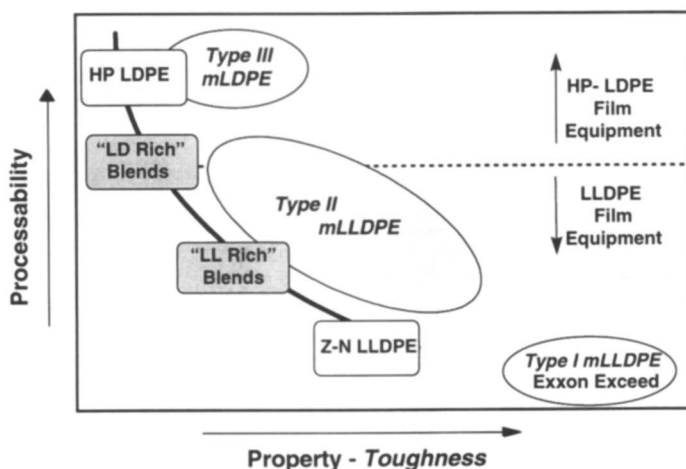 Type III
mLDPE
HP LDPE
HP- LDPE
Film
Equipment
"LD Rich"
Blends
Type II
mLLDPE
LLDPE
Film
Equipment
"LL Rich"
Blends
Z-N LLDPE
Type I mLLDPE
Exxon Exceed
Processability
Property - Toughness